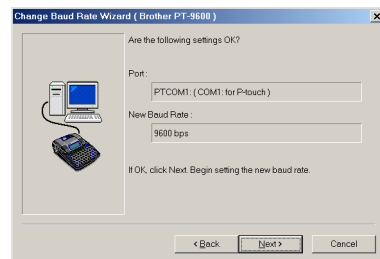 Change Baud Rate Wizard ( Brother PT-9600 )
Are the following settings OK?
Port:
PTCOM1: ( COM1: for P-touch )
New Baud Rate :
9600 bps
If OK, click Next. Begin setting the new baud rate.
< Back
Next >
Cancel